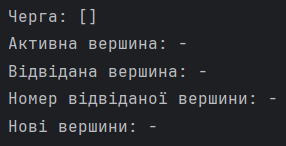 Черга: []
Активна вершина: -
Відвідана вершина: -
Номер відвіданої вершини: -
Нові вершини: -